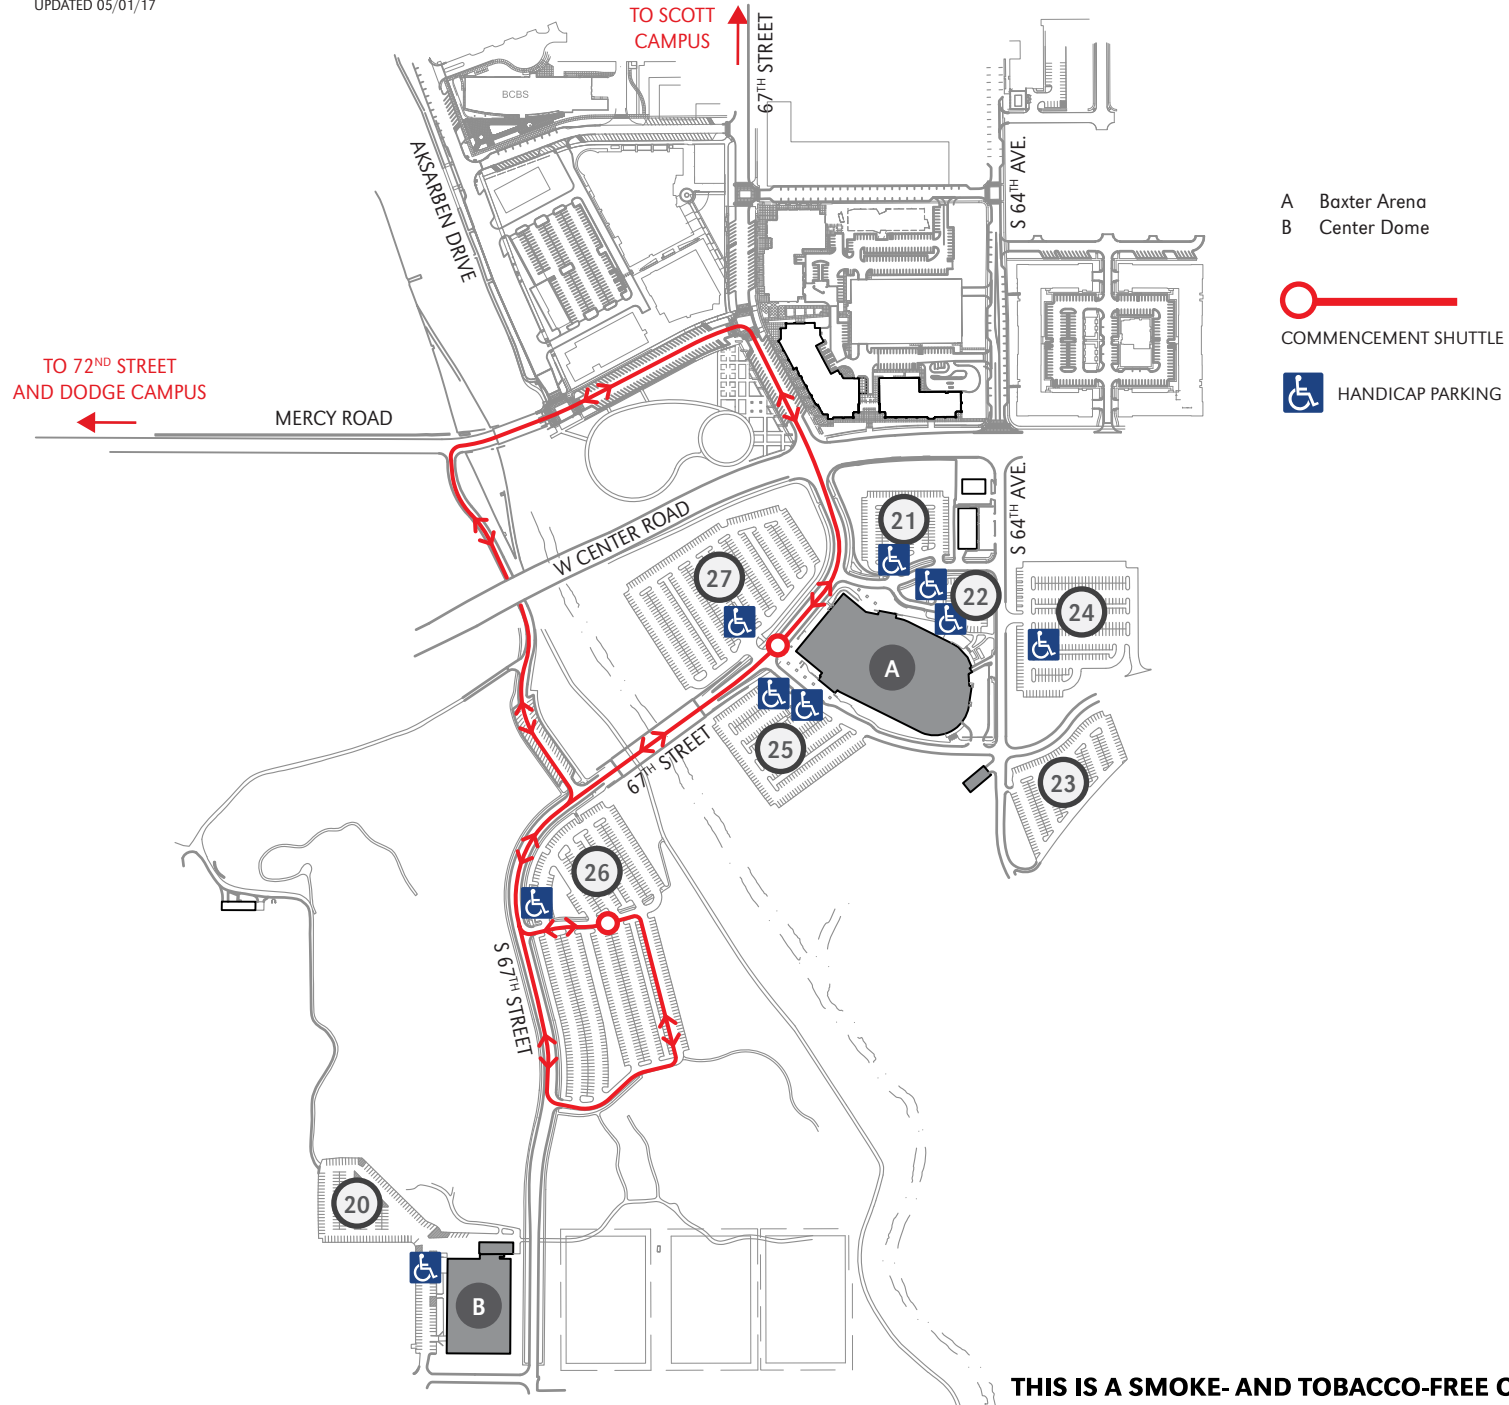 UPDATED 05/01/17
TO SCOTT
CAMPUS
67TH STREET
BCBS
AKSARBEN DRIVE
S 64TH AVE.
A Baxter Arena
B Center Dome
COMMENCEMENT SHUTTLE
HANDICAP PARKING
TO 72ND STREET
AND DODGE CAMPUS
MERCY ROAD
W CENTER ROAD
S 64TH AVE.
21
27
22
24
A
67TH STREET
25
23
26
S 67TH STREET
20
B
THIS IS A SMOKE- AND TOBACCO-FREE